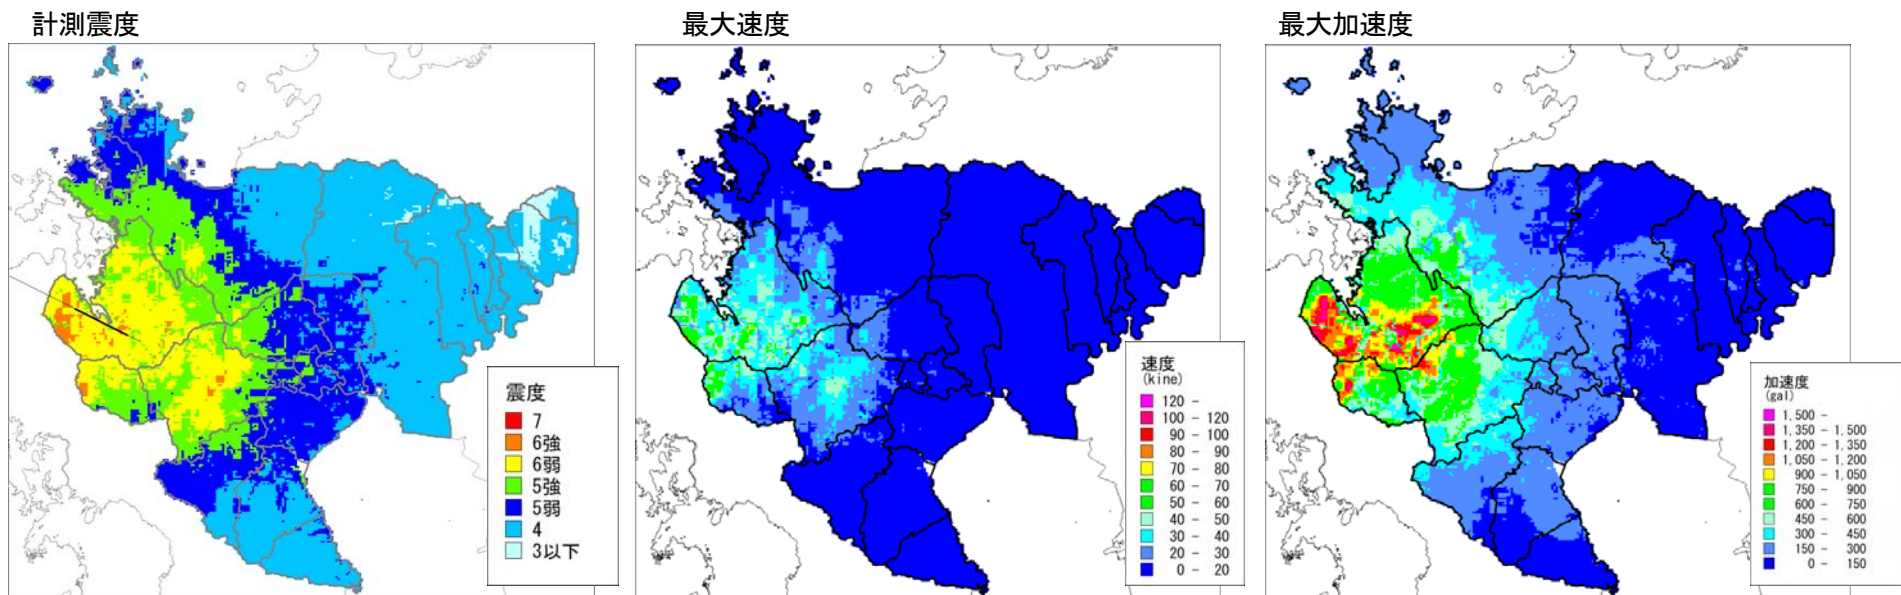 計測震度
最大速度
最大加速度
震度
7
6強
6弱
5強
5弱
4
3以下
速度
(kine)
120 -
100 - 120
90 - 100
80 - 90
70 - 80
60 - 70
50 - 60
40 - 50
30 - 40
20 - 30
0 - 20
加速度
(gal)
1,500 -
1,350 - 1,500
1,200 - 1,350
1,050 - 1,200
900 - 1,050
750 - 900
600 - 750
450 - 600
300 - 450
150 - 300
0 - 150